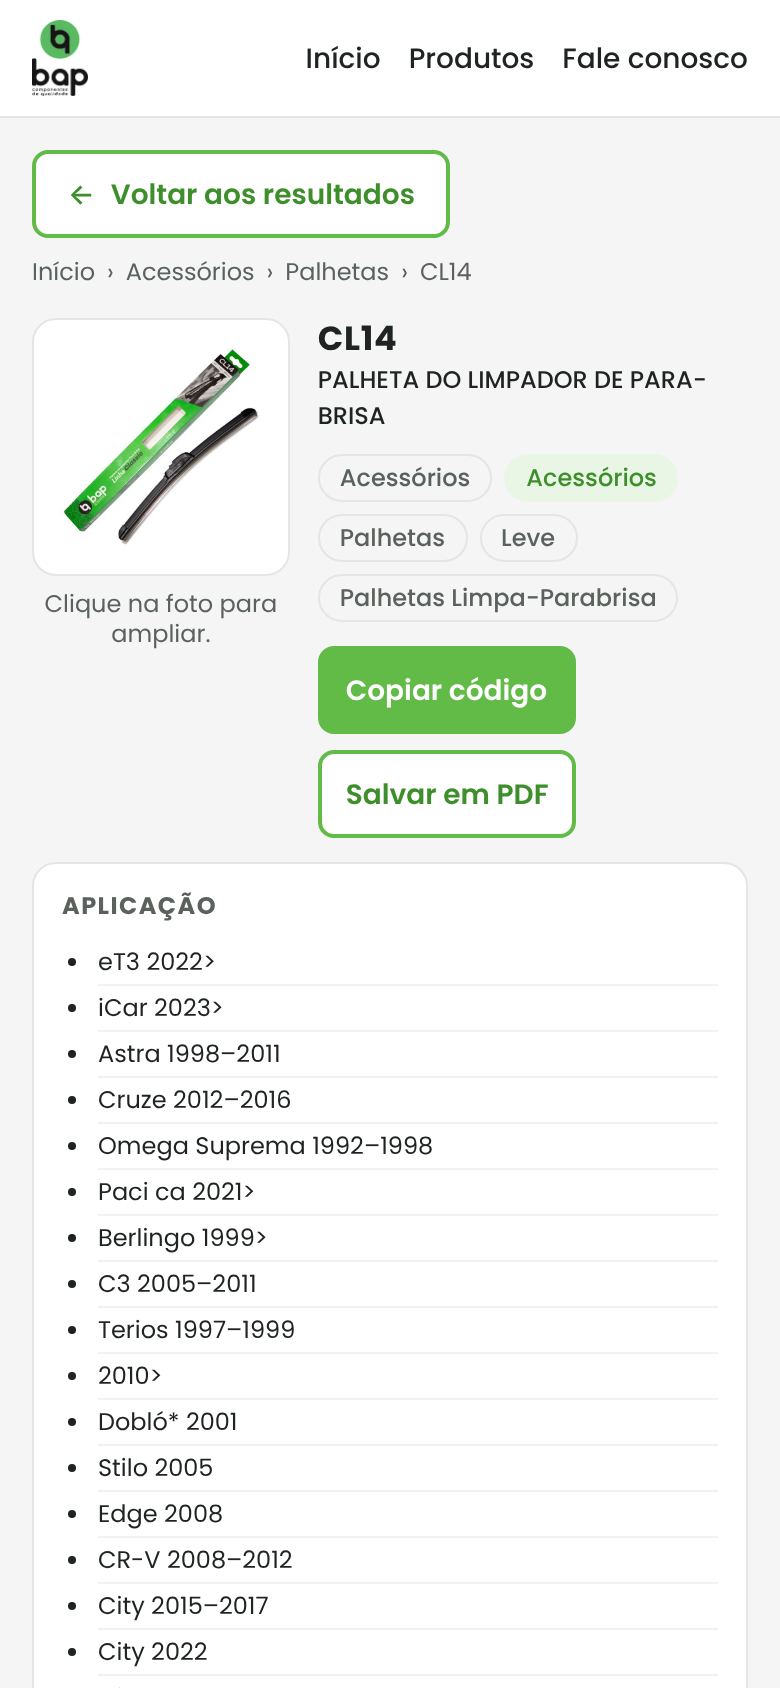 bap
componentes
de qualidade
Início Produtos Fale conosco
← Voltar aos resultados
Início › Acessórios › Palhetas › CL14
CL14
bap
CL14
PALHETA DO LIMPADOR DE PARA-
BRISA
Acessórios Acessórios
Palhetas Leve
Palhetas Limpa-Parabrisa
Clique na foto para
ampliar.
Copiar código
Salvar em PDF
APLICAÇÃO
• eT3 2022>
• iCar 2023>
• Astra 1998–2011
• Cruze 2012–2016
• Omega Suprema 1992–1998
• Paci ca 2021>
• Berlingo 1999>
• C3 2005–2011
• Terios 1997–1999
• 2010>
• Dobló* 2001
• Stilo 2005
• Edge 2008
• CR-V 2008–2012
• City 2015–2017
• City 2022